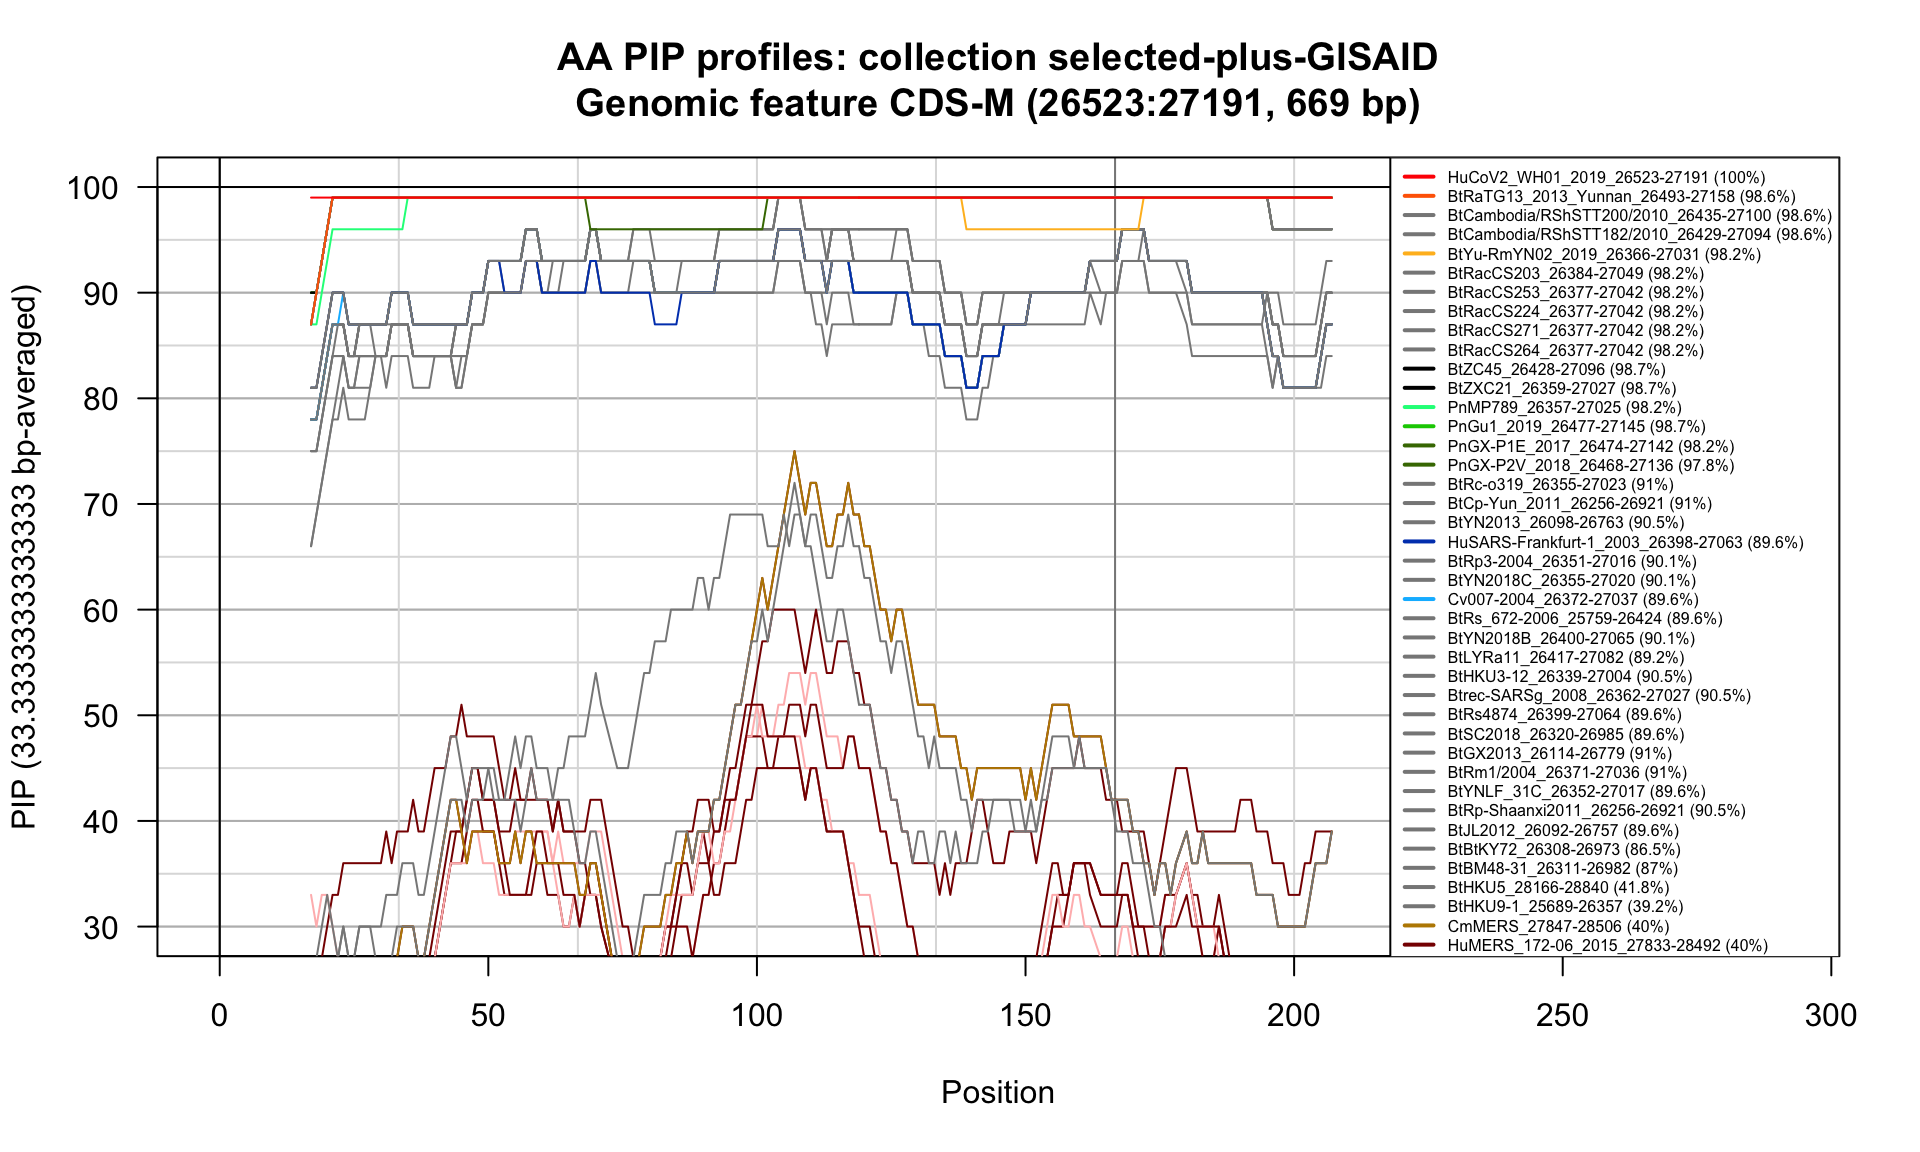 AA PIP profiles: collection selected-plus-GISAID
Genomic feature CDS-M (26523:27191, 669 bp)
PIP (33.3333333333333 bp-averaged)
100
90
80
70
60
50
40
30
HuCoV2_WH01_2019_26523-27191 (100%)
BtRaTG13_2013_Yunnan_26493-27158 (98.6%)
BtCambodia/RShSTT200/2010_26435-27100 (98.6%)
BtCambodia/RShSTT182/2010_26429-27094 (98.6%)
BtYu-RmYN02_2019_26366-27031 (98.2%)
BtRacCS203_26384-27049 (98.2%)
BtRacCS253_26377-27042 (98.2%)
BtRacCS224_26377-27042 (98.2%)
BtRacCS271_26377-27042 (98.2%)
BtRacCS264_26377-27042 (98.2%)
BtZC45_26428-27096 (98.7%)
BtZXC21_26359-27027 (98.7%)
PnMP789_26357-27025 (98.2%)
PnGu1_2019_26477-27145 (98.7%)
PnGX-P1E_2017_26474-27142 (98.2%)
PnGX-P2V_2018_26468-27136 (97.8%)
BtRc-o319_26355-27023 (91%)
BtCp-Yun_2011_26256-26921 (91%)
BtYN2013_26098-26763 (90.5%)
HuSARS-Frankfurt-1_2003_26398-27063 (89.6%)
BtRp3-2004_26351-27016 (90.1%)
BtYN2018C_26355-27020 (90.1%)
Cv007-2004_26372-27037 (89.6%)
BtRs_672-2006_25759-26424 (89.6%)
BtYN2018B_26400-27065 (90.1%)
BtLYRa11_26417-27082 (89.2%)
BtHKU3-12_26339-27004 (90.5%)
Btrec-SARSg_2008_26362-27027 (90.5%)
BtRs4874_26399-27064 (89.6%)
BtSC2018_26320-26985 (89.6%)
BtGX2013_26114-26779 (91%)
BtRm1/2004_26371-27036 (91%)
BtYNLF_31C_26352-27017 (89.6%)
BtRp-Shaanxi2011_26256-26921 (90.5%)
BtJL2012_26092-26757 (89.6%)
BtBtKY72_26308-26973 (86.5%)
BtBM48-31_26311-26982 (87%)
BtHKU5_28166-28840 (41.8%)
BtHKU9-1_25689-26357 (39.2%)
CmMERS_27847-28506 (40%)
HuMERS_172-06_2015_27833-28492 (40%)
0
50
100
150
200
250
300
Position